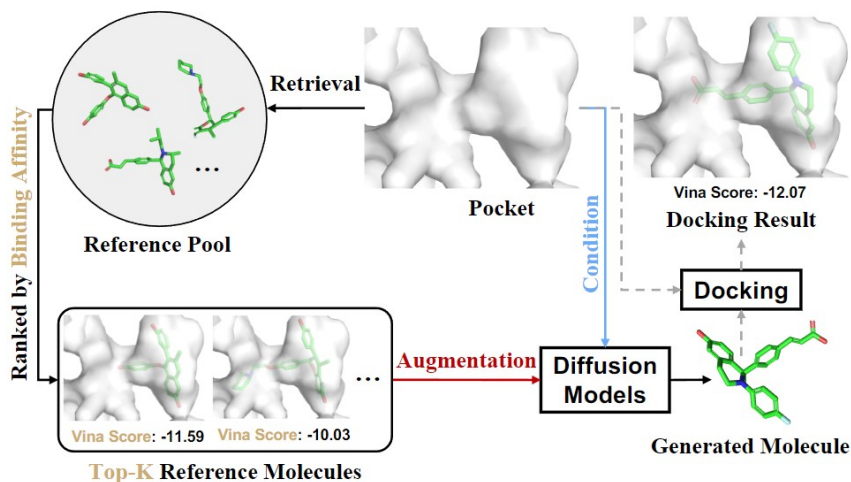 Retrieval
...
Reference Pool
Pocket
Vina Score: -12.07
Docking Result
Ranked by Binding Affinity
Condition
Docking
Vina Score: -11.59
Vina Score: -10.03
...
Top-K Reference Molecules
Augmentation
Diffusion
Models
Generated Molecule